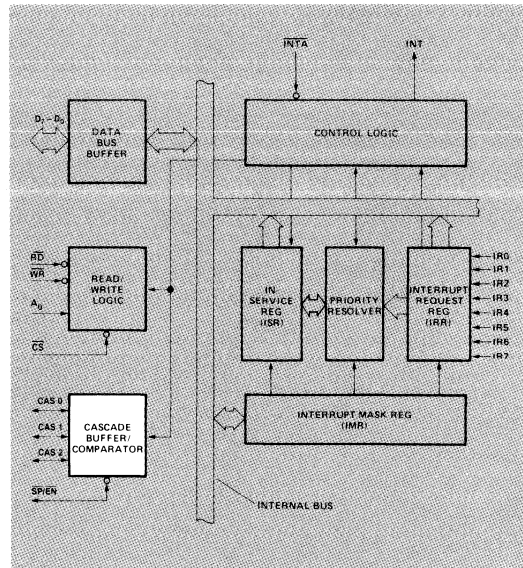 INTA INT
D7 – D0
DATA
BUS
BUFFER
CONTROL LOGIC
RD
WR
A0
CS
READ/
WRITE
LOGIC
IN
SERVICE
REG
(ISR)
PRIORITY
RESOLVER
INTERRUPT
REQUEST
REG
(IRR)
IR0
IR1
IR2
IR3
IR4
IR5
IR6
IR7
CAS 0
CAS 1
CAS 2
SP/EN
CASCADE
BUFFER/
COMPARATOR
INTERRUPT MASK REG
(IMR)
INTERNAL BUS